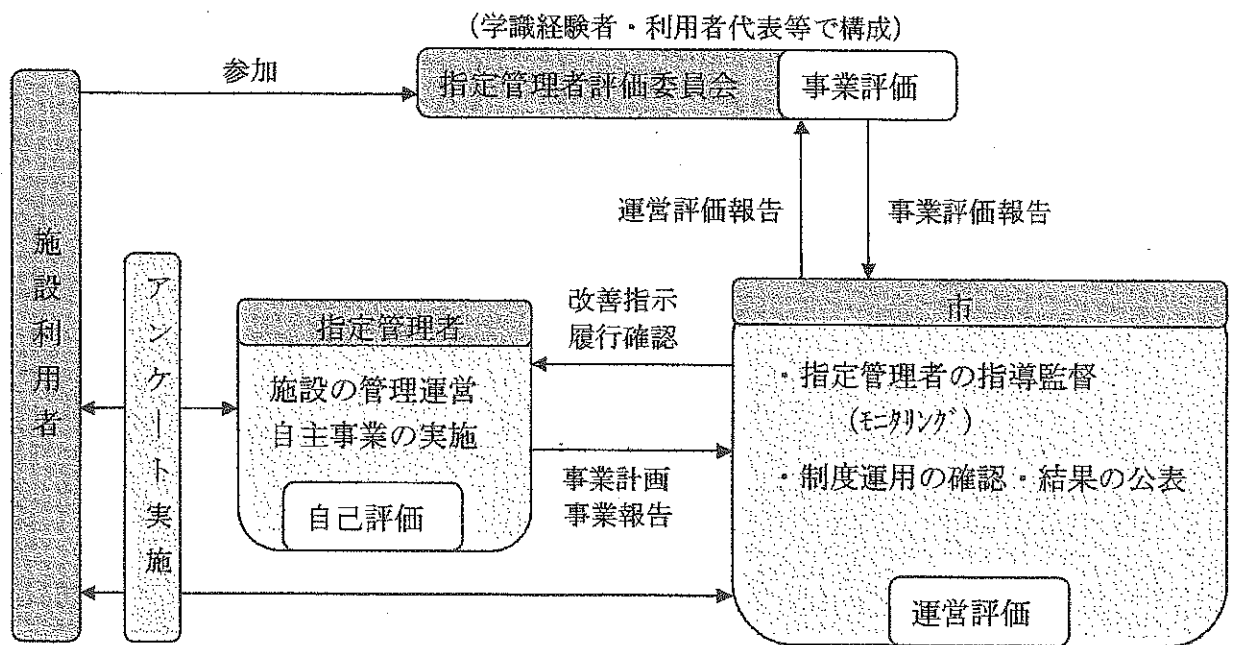 (学識経験者・利用者代表等で構成)
参加
指定管理者評価委員会
事業評価
運営評価報告
事業評価報告
施設利用者
アンケート実施
指定管理者
施設の管理運営
自主事業の実施
自己評価
改善指示
履行確認
事業計画
事業報告
市
・指定管理者の指導監督
(ﾓﾆﾀﾘﾝｸﾞ)
・制度運用の確認・結果の公表
運営評価